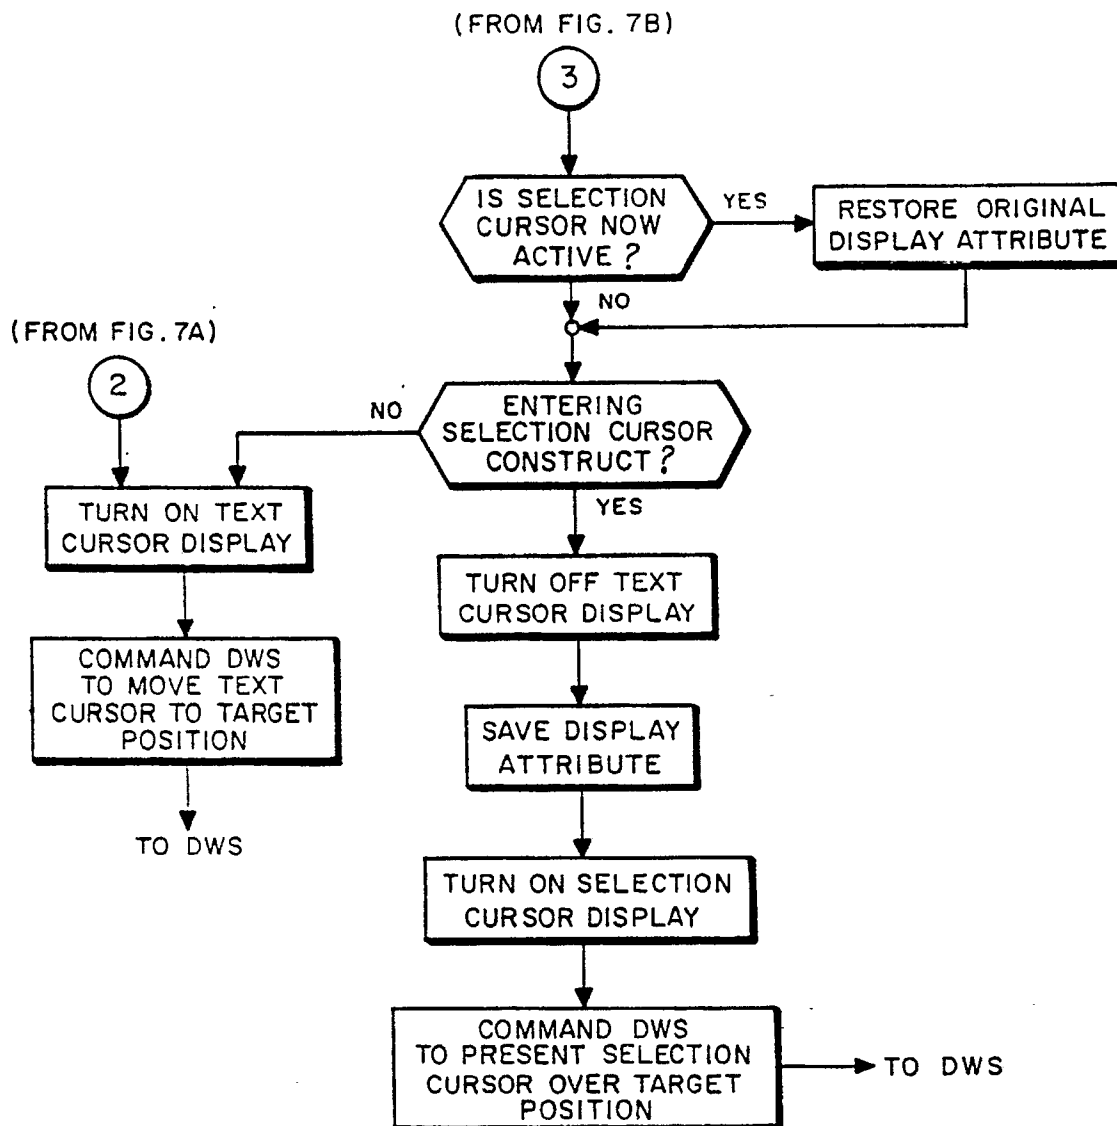 (FROM FIG. 7B)
3
IS SELECTION
CURSOR NOW
ACTIVE?
YES
RESTORE ORIGINAL
DISPLAY ATTRIBUTE
NO
(FROM FIG. 7A)
2
NO
ENTERING
SELECTION CURSOR
CONSTRUCT?
YES
TURN ON TEXT
CURSOR DISPLAY
TURN OFF TEXT
CURSOR DISPLAY
COMMAND DWS
TO MOVE TEXT
CURSOR TO TARGET
POSITION
SAVE DISPLAY
ATTRIBUTE
TO DWS
TURN ON SELECTION
CURSOR DISPLAY
COMMAND DWS
TO PRESENT SELECTION
CURSOR OVER TARGET
POSITION
TO DWS